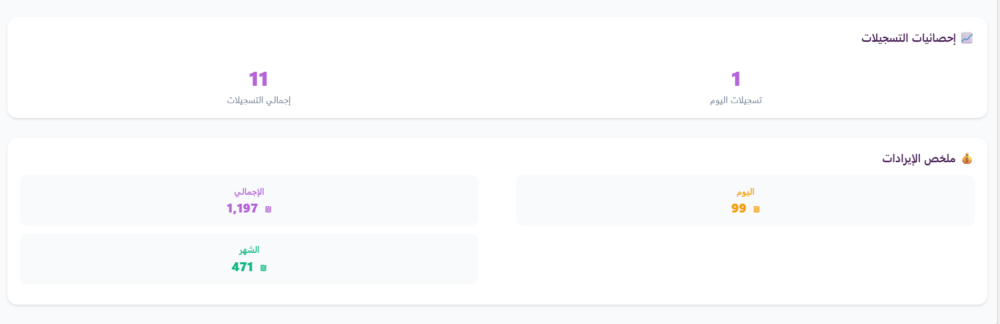 📈 إحصائيات التسجيلات
1
تسجيلات اليوم
11
إجمالي التسجيلات
💰 ملخص الإيرادات
اليوم
₪ 99
الإجمالي
₪ 1,197
الشهر
₪ 471